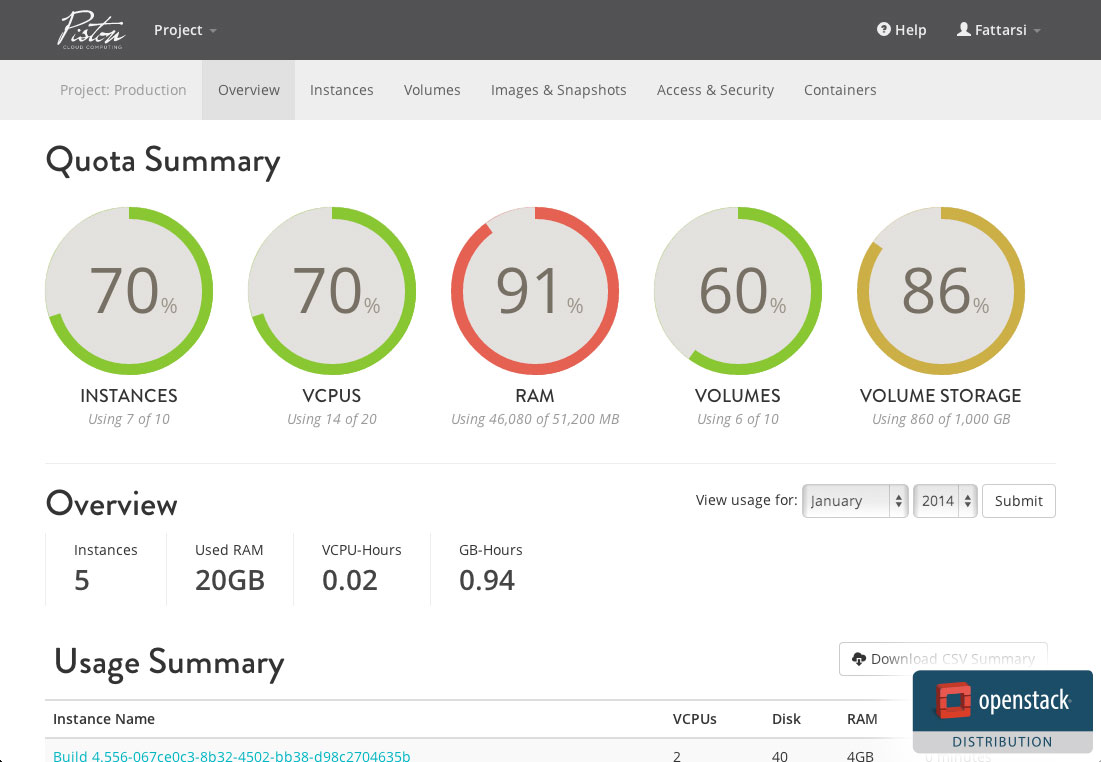 Piston
CLOUD COMPUTING
Project
Help
Fattarsi
Project: Production
Overview
Instances
Volumes
Images & Snapshots
Access & Security
Containers
Quota Summary
70%
70%
91%
60%
86%
INSTANCES
Using 7 of 10
VCPUS
Using 14 of 20
RAM
Using 46,080 of 51,200 MB
VOLUMES
Using 6 of 10
VOLUME STORAGE
Using 860 of 1,000 GB
Overview
View usage for:
January
2014
Submit
Instances
5
Used RAM
20GB
VCPU-Hours
0.02
GB-Hours
0.94
Usage Summary
Download CSV Summary
Instance Name
VCPUs
Disk
RAM
openstack
DISTRIBUTION
Build 4.556-067ce0c3-8b32-4502-bb38-d98c2704635b
2
40
4GB
0 minutes